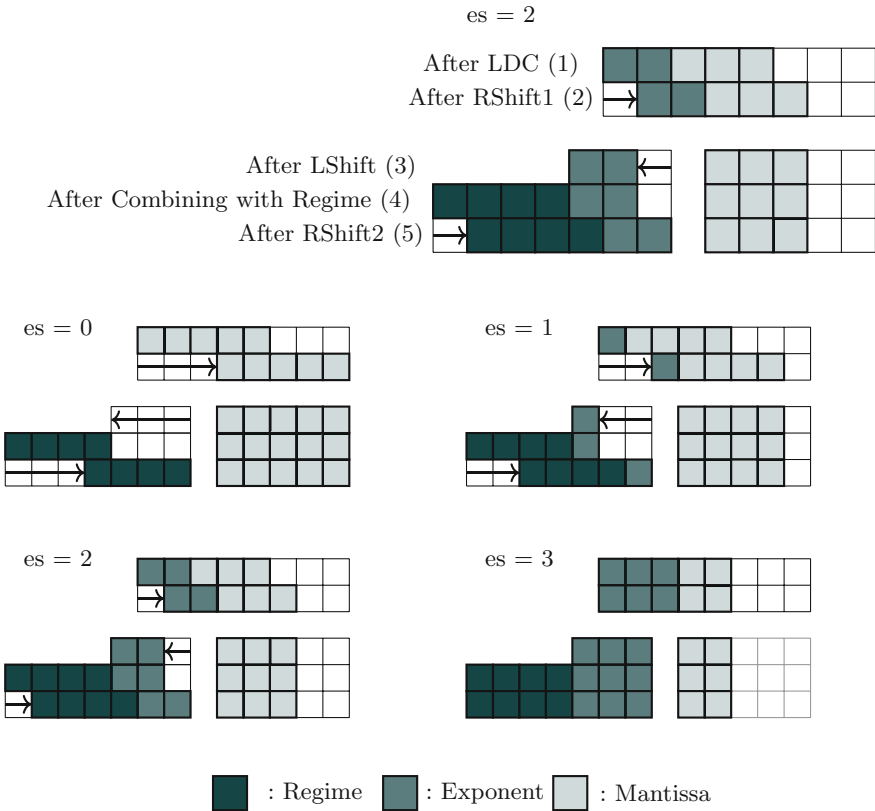 es = 2
After LDC (1)
After RShift1 (2)
After LShift (3)
After Combining with Regime (4)
After RShift2 (5)
es = 0
es = 1
es = 2
es = 3
: Regime
: Exponent
: Mantissa